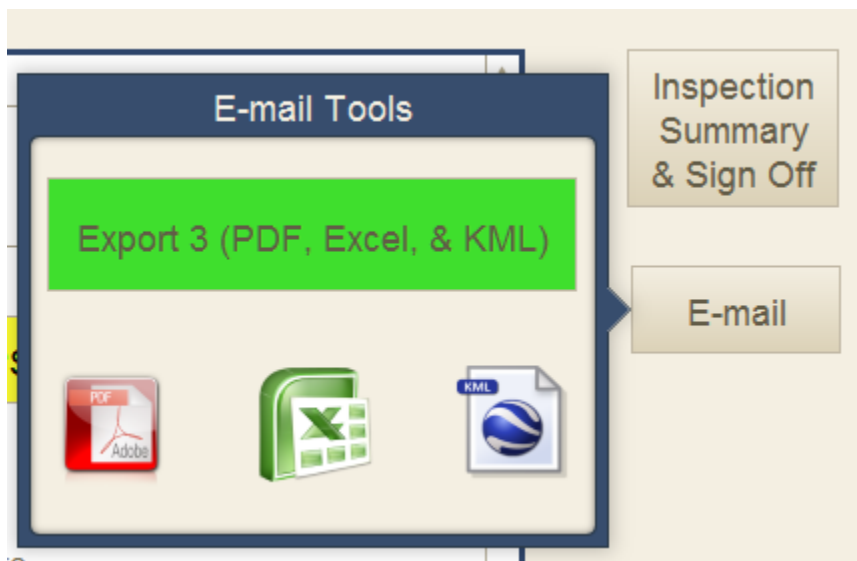 E-mail Tools
Export 3 (PDF, Excel, & KML)
PDF
Adobe
KML
Inspection
Summary
& Sign Off
E-mail